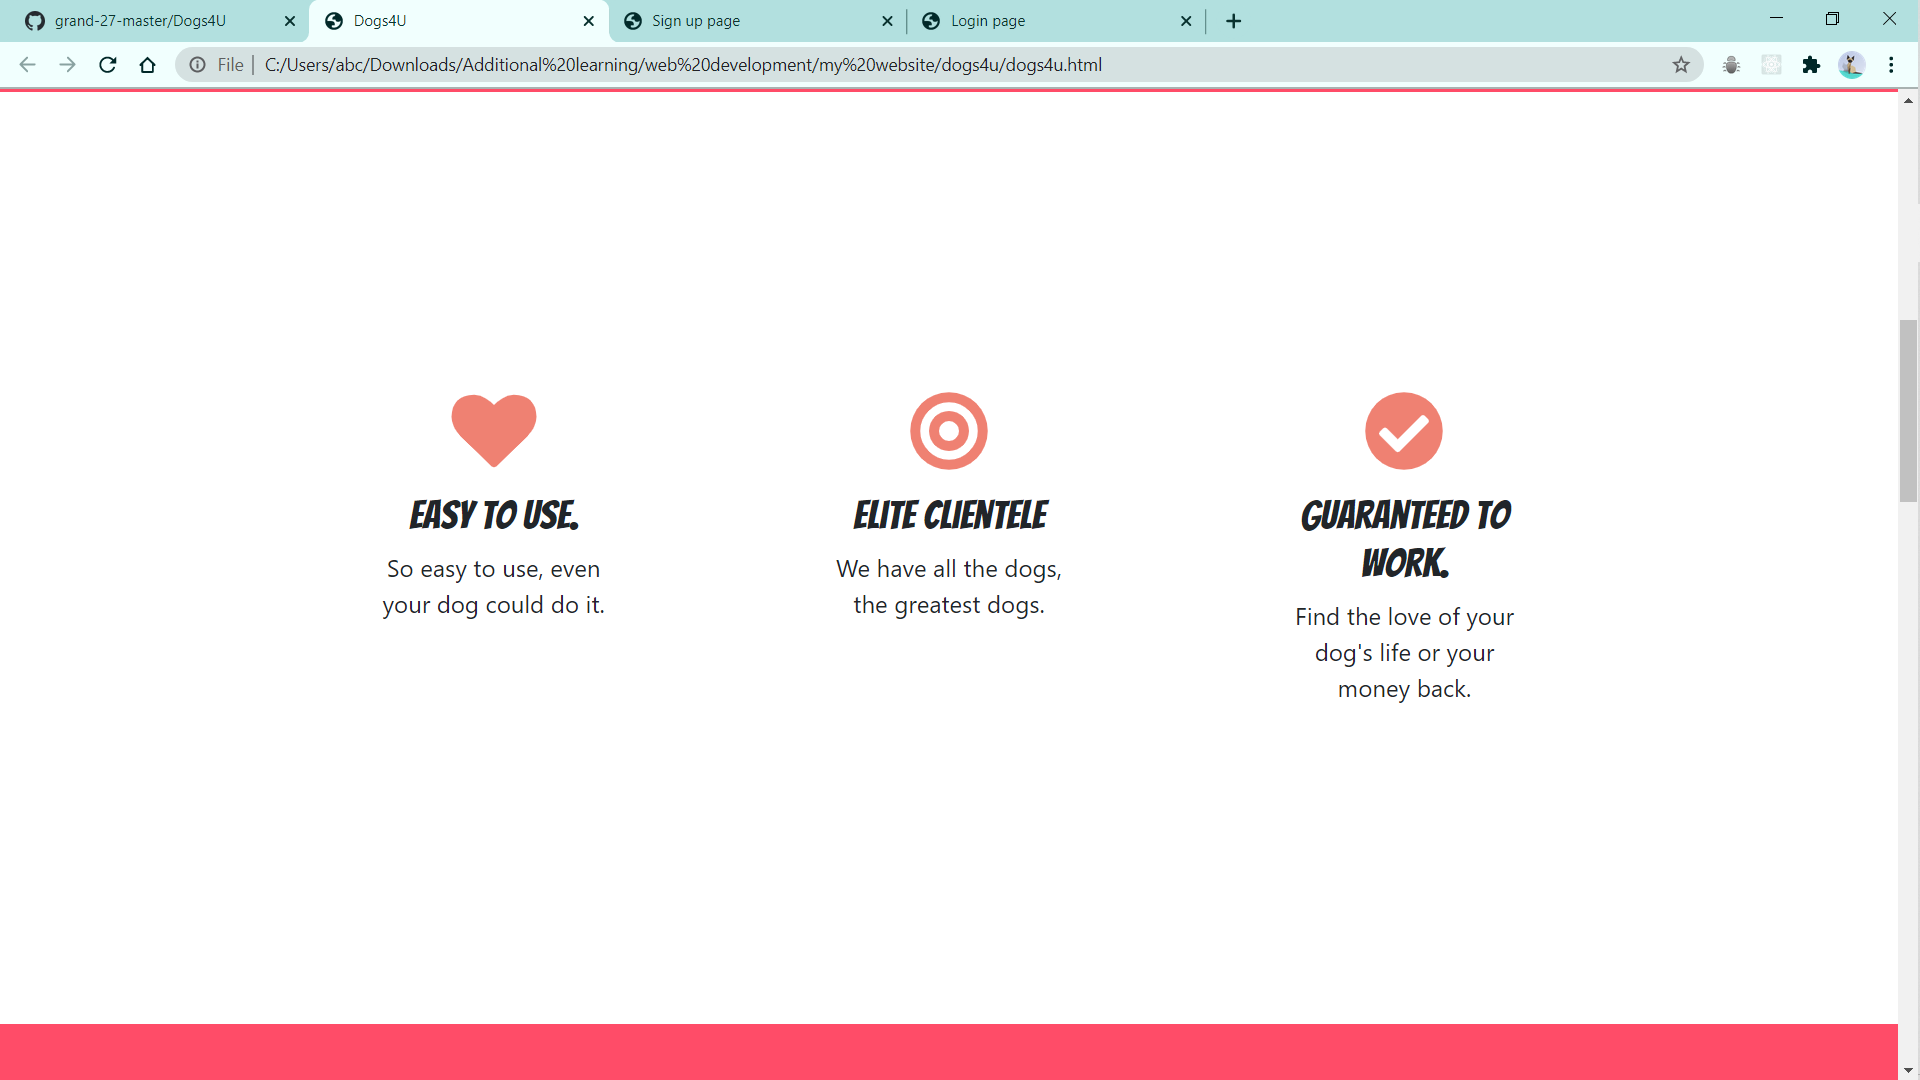 grand-27-master/Dogs4U
Dogs4U
Sign up page
Login page
File | C:/Users/abc/Downloads/Additional%20learning/web%20development/my%20website/dogs4u/dogs4u.html
EASY TO USE.
So easy to use, even
your dog could do it.
ELITE CLIENTELE
We have all the dogs,
the greatest dogs.
GUARANTEED TO
WORK.
Find the love of your
dog's life or your
money back.